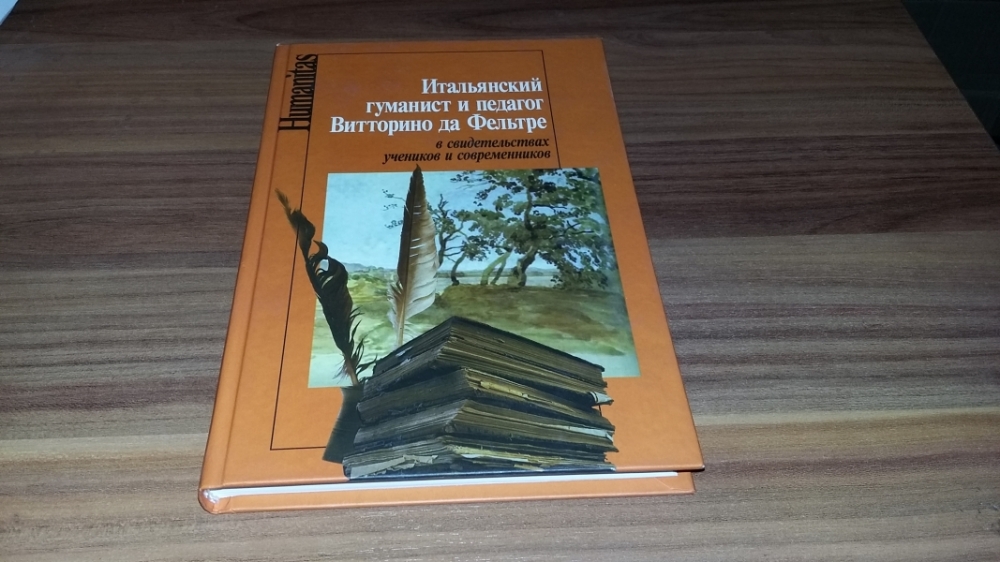 Humanitas
Итальянский
гуманист и педагог
Витторино да Фельтре
в свидетельствах
учеников и современников